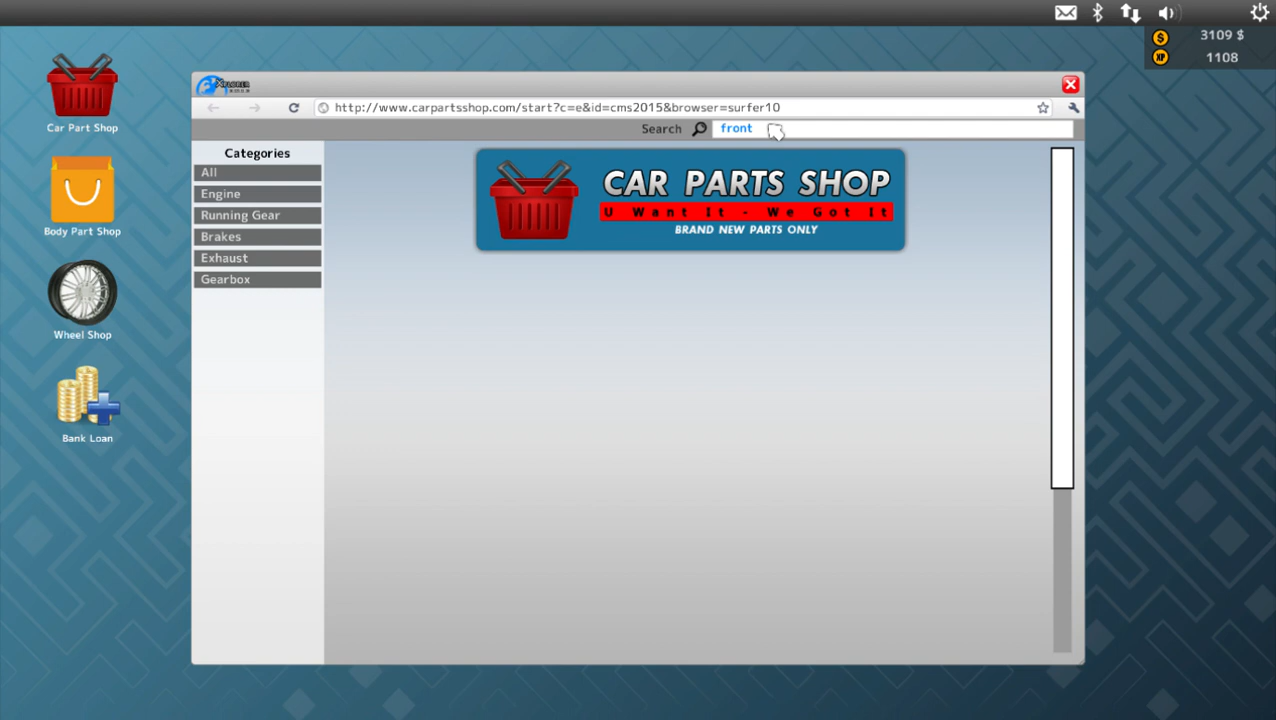 3109 $
1108
Car Part Shop
Body Part Shop
Wheel Shop
Bank Loan
XPLORER
http://www.carpartsshop.com/start?c=e&id=cms2015&browser=surfer10
Search front
Categories
All
Engine
Running Gear
Brakes
Exhaust
Gearbox
CAR PARTS SHOP
U Want It - We Got It
BRAND NEW PARTS ONLY